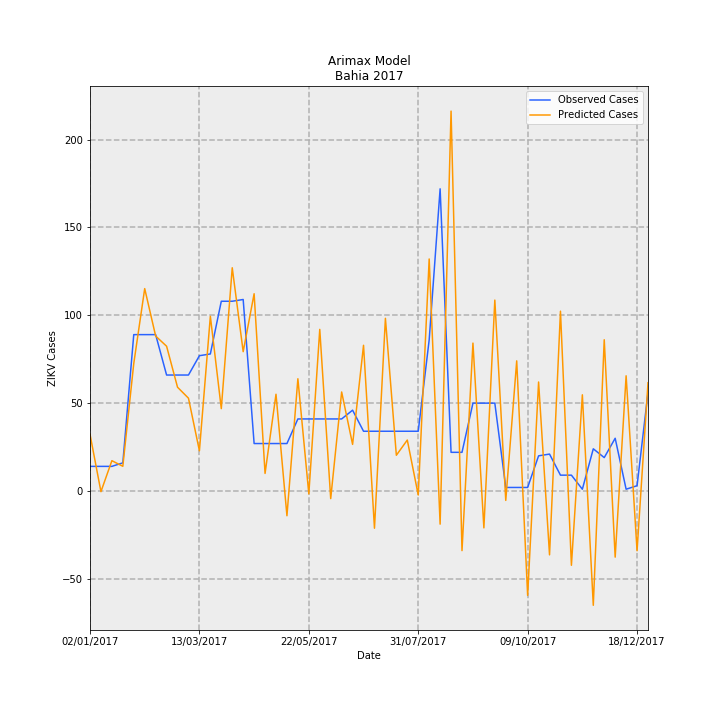 Arimax Model
Bahia 2017
Observed Cases
Predicted Cases
200
150
100
50
0
−50
ZIKV Cases
02/01/2017 13/03/2017 22/05/2017 31/07/2017 09/10/2017 18/12/2017
Date